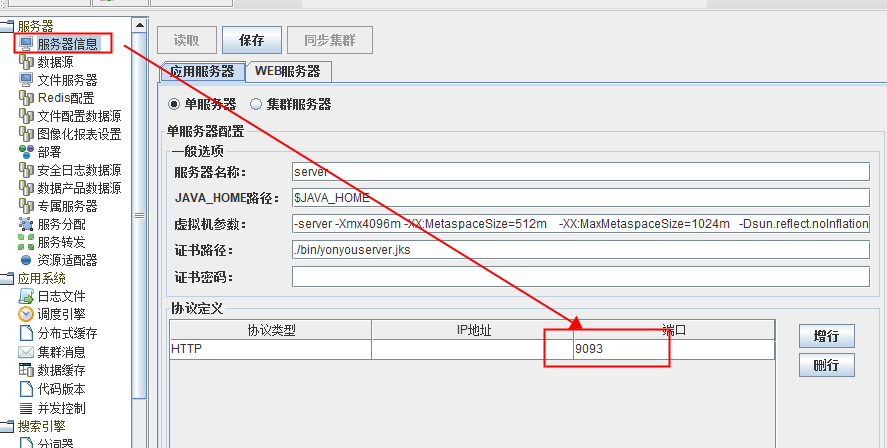 服务器
服务器信息
数据源
文件服务器
Redis配置
文件配置数据源
图像化报表设置
部署
安全日志数据源
数据产品数据源
专属服务器
服务分配
服务转发
资源适配器
应用系统
日志文件
调度引擎
分布式缓存
集群消息
数据缓存
代码版本
并发控制
搜索引擎
分词器
读取 保存 同步集群
应用服务器 WEB服务器
单服务器 集群服务器
单服务器配置
一般选项
服务器名称: server
JAVA_HOME路径: $JAVA_HOME
虚拟机参数: -server -Xmx4096m -XX:MetaspaceSize=512m -XX:MaxMetaspaceSize=1024m -Dsun.reflect.noInflation
证书路径: ./bin/yonyouserver.jks
证书密码:
协议定义
协议类型 IP地址 端口
HTTP 9093
增行
删行